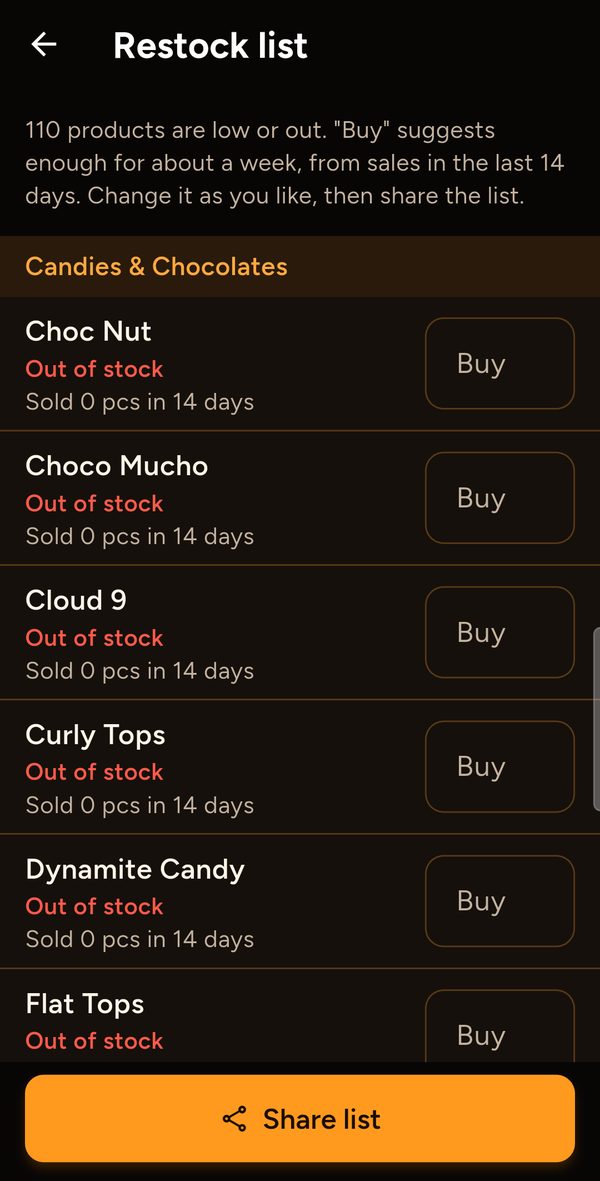 Restock list
110 products are low or out. "Buy" suggests
enough for about a week, from sales in the last 14
days. Change it as you like, then share the list.
Candies & Chocolates
Choc Nut
Out of stock
Sold 0 pcs in 14 days
Buy
Choco Mucho
Out of stock
Sold 0 pcs in 14 days
Buy
Cloud 9
Out of stock
Sold 0 pcs in 14 days
Buy
Curly Tops
Out of stock
Sold 0 pcs in 14 days
Buy
Dynamite Candy
Out of stock
Sold 0 pcs in 14 days
Buy
Flat Tops
Out of stock
Buy
Share list